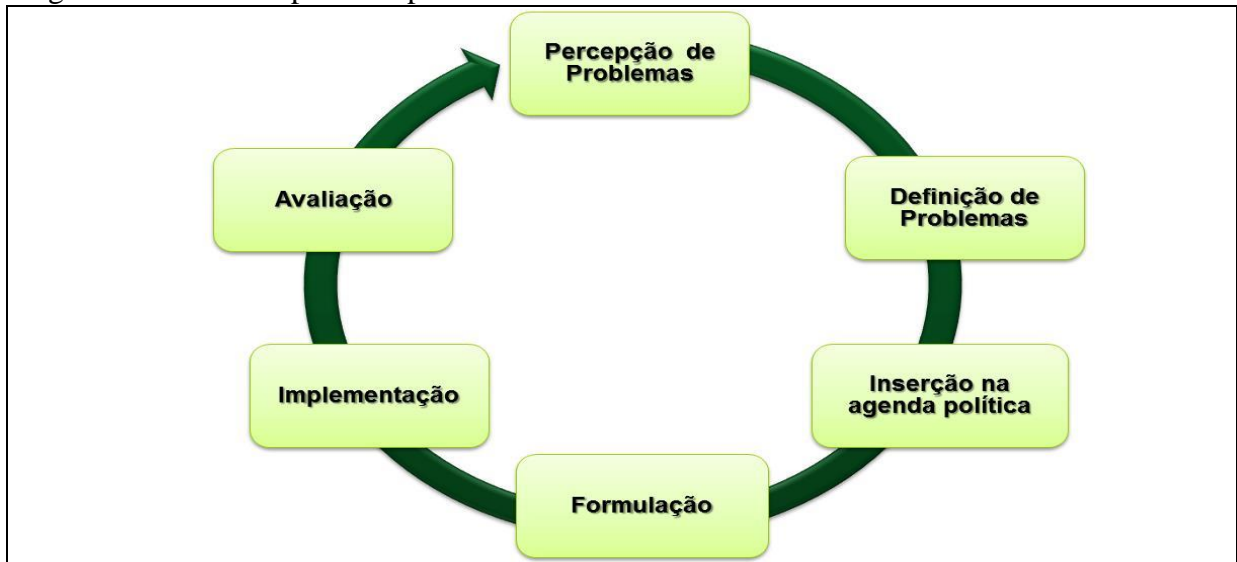 Percepção de
Problemas
Definição de
Problemas
Inserção na
agenda política
Formulação
Implementação
Avaliação